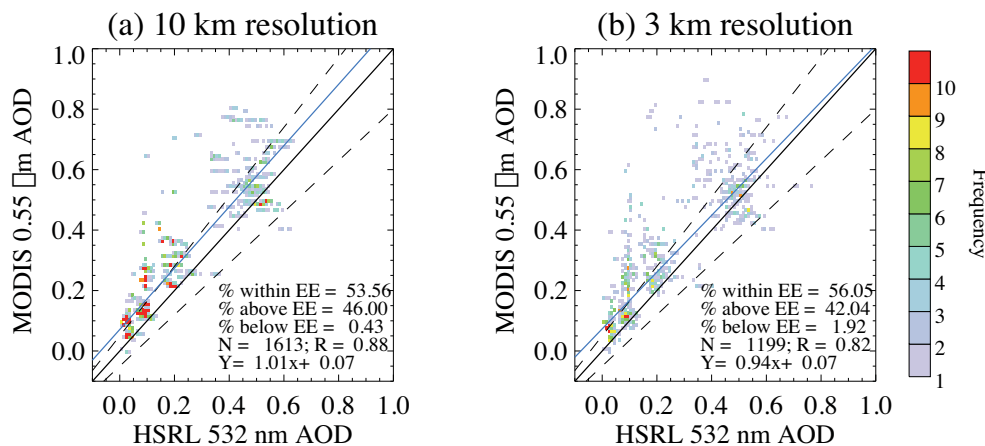 (a) 10 km resolution
1.0
0.8
0.6
0.4
0.2
0.0
MODIS 0.55 □m AOD
% within EE = 53.56
% above EE = 46.00
% below EE = 0.43
N = 1613; R = 0.88
Y= 1.01x+ 0.07
0.0 0.2 0.4 0.6 0.8 1.0
HSRL 532 nm AOD
(b) 3 km resolution
1.0
0.8
0.6
0.4
0.2
0.0
MODIS 0.55 □m AOD
% within EE = 56.05
% above EE = 42.04
% below EE = 1.92
N = 1199; R = 0.82
Y= 0.94x+ 0.07
0.0 0.2 0.4 0.6 0.8 1.0
HSRL 532 nm AOD
10
9
8
7
6
5
4
3
2
1
Frequency